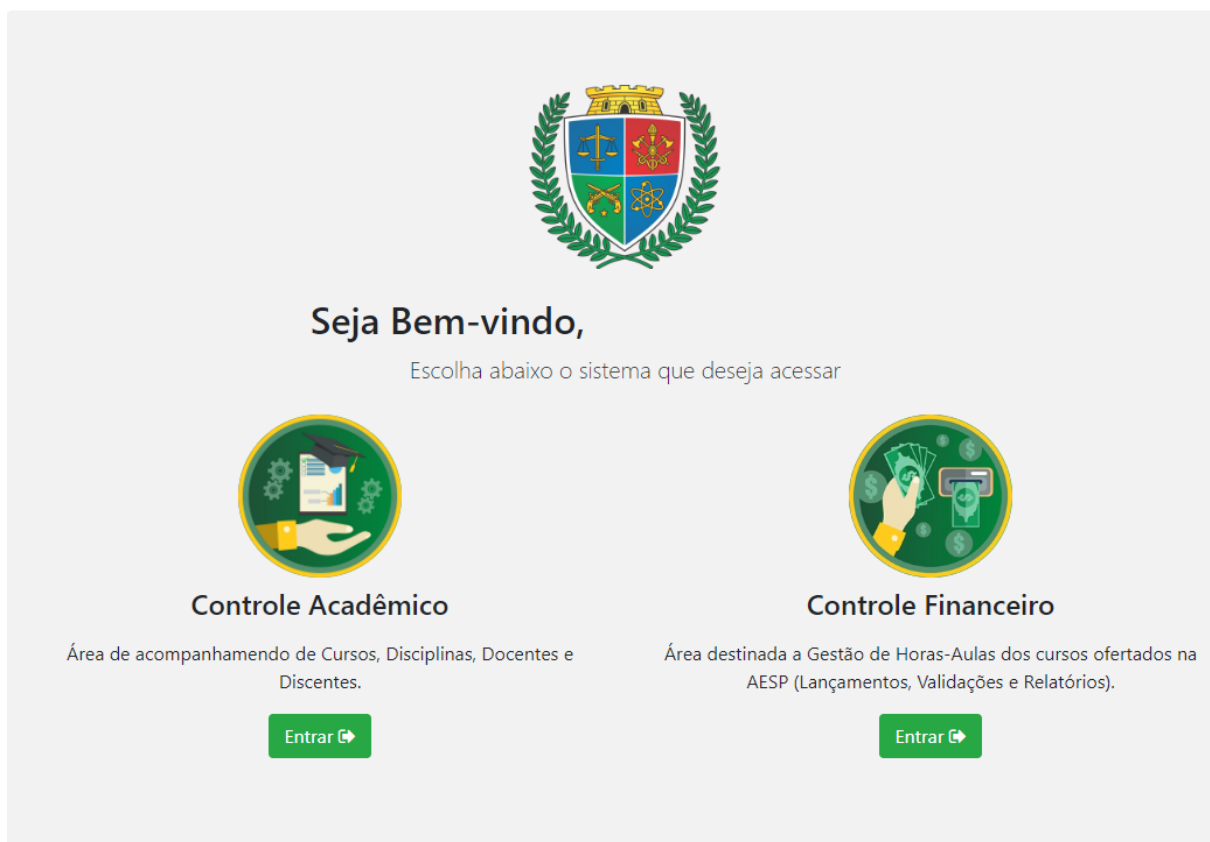 Seja Bem-vindo,
Escolha abaixo o sistema que deseja acessar
Controle Acadêmico
Área de acompanhamendo de Cursos, Disciplinas, Docentes e
Discentes.
Entrar
Controle Financeiro
Área destinada a Gestão de Horas-Aulas dos cursos ofertados na
AESP (Lançamentos, Validações e Relatórios).
Entrar